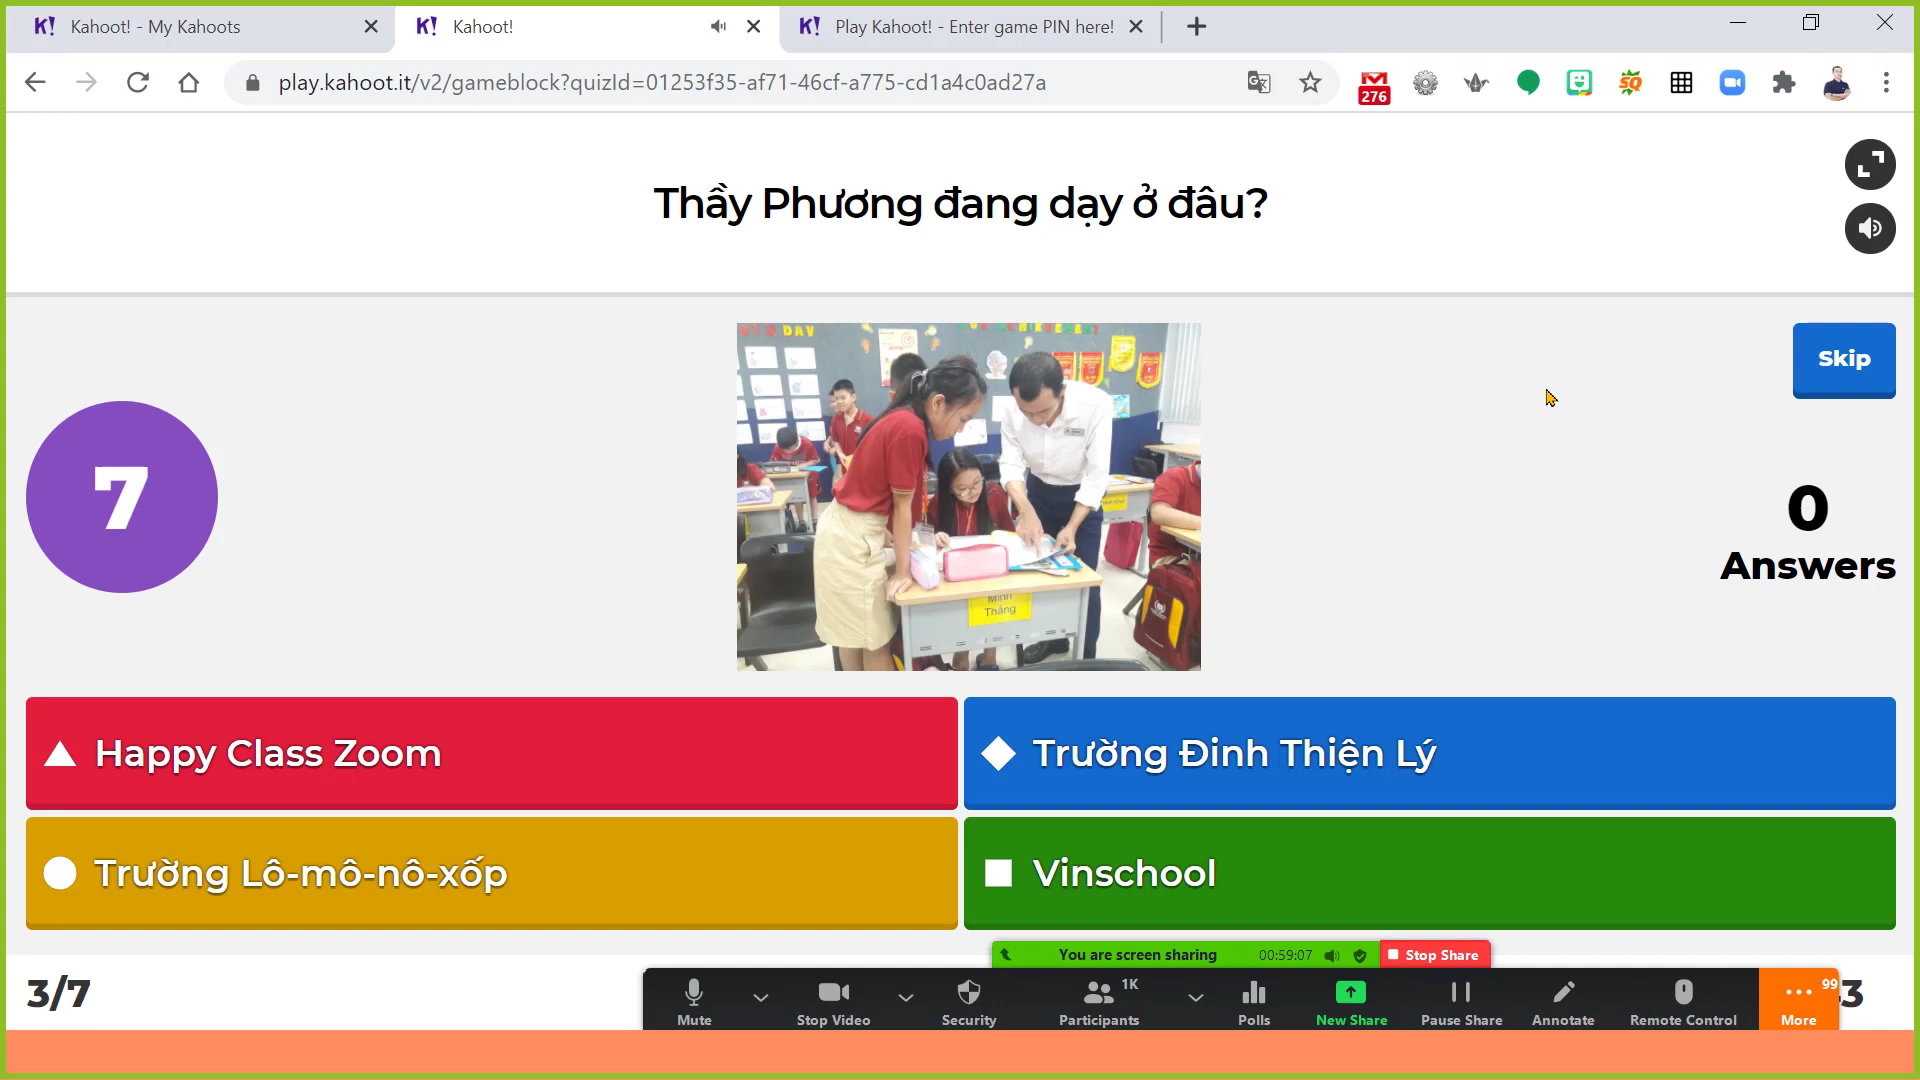 Kahoot! - My Kahoots
Kahoot!
Play Kahoot! - Enter game PIN here!
play.kahoot.it/v2/gameblock?quizId=01253f35-af71-46cf-a775-cd1a4c0ad27a
276
Thầy Phương đang dạy ở đâu?
Skip
7
0
Answers
Minh
Thắng
Happy Class Zoom
Trường Đinh Thiện Lý
Trường Lô-mô-nô-xốp
Vinschool
You are screen sharing
00:59:07
Stop Share
3/7
Mute
Stop Video
Security
Participants
1K
Polls
New Share
Pause Share
Annotate
Remote Control
More
99